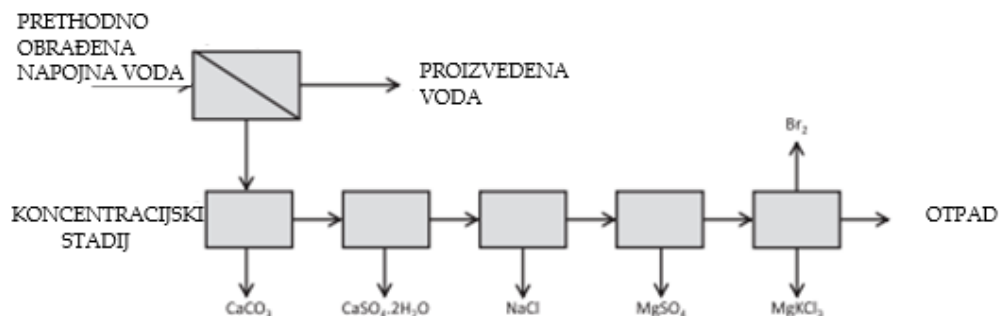 PRETHODNO
OBRAĐENA
NAPOJNA VODA
PROIZVEDENA
VODA
Br₂
KONCENTRACIJSKI
STADIJ
OTPAD
CaCO₃
CaSO₄.2H₂O
NaCl
MgSO₄
MgKCl₃